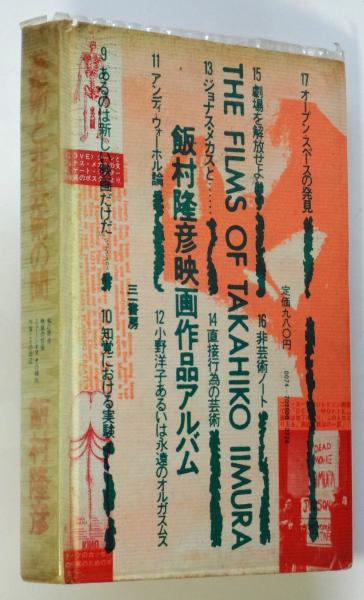 17 オープン・スペースの発見
15 劇場を解放せよ
13 ジョナス・メカスと‥‥
11 アンディ・ウォーホル論
9 あるのは新しい映画だけだ
THE FILMS OF TAKAHIKO IIMURA
飯村隆彦映画作品アルバム
定価九八〇円
16 非芸術ノート
14 直接行為の芸術
12 小野洋子あるいは永遠のオルガスムス
10 知覚における実験
三一書房
飯村隆彦
DEAD
MOVIE